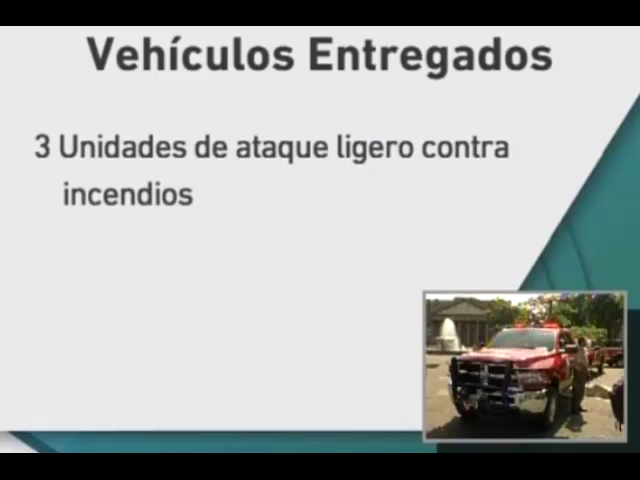 Vehículos Entregados
3 Unidades de ataque ligero contra
incendios